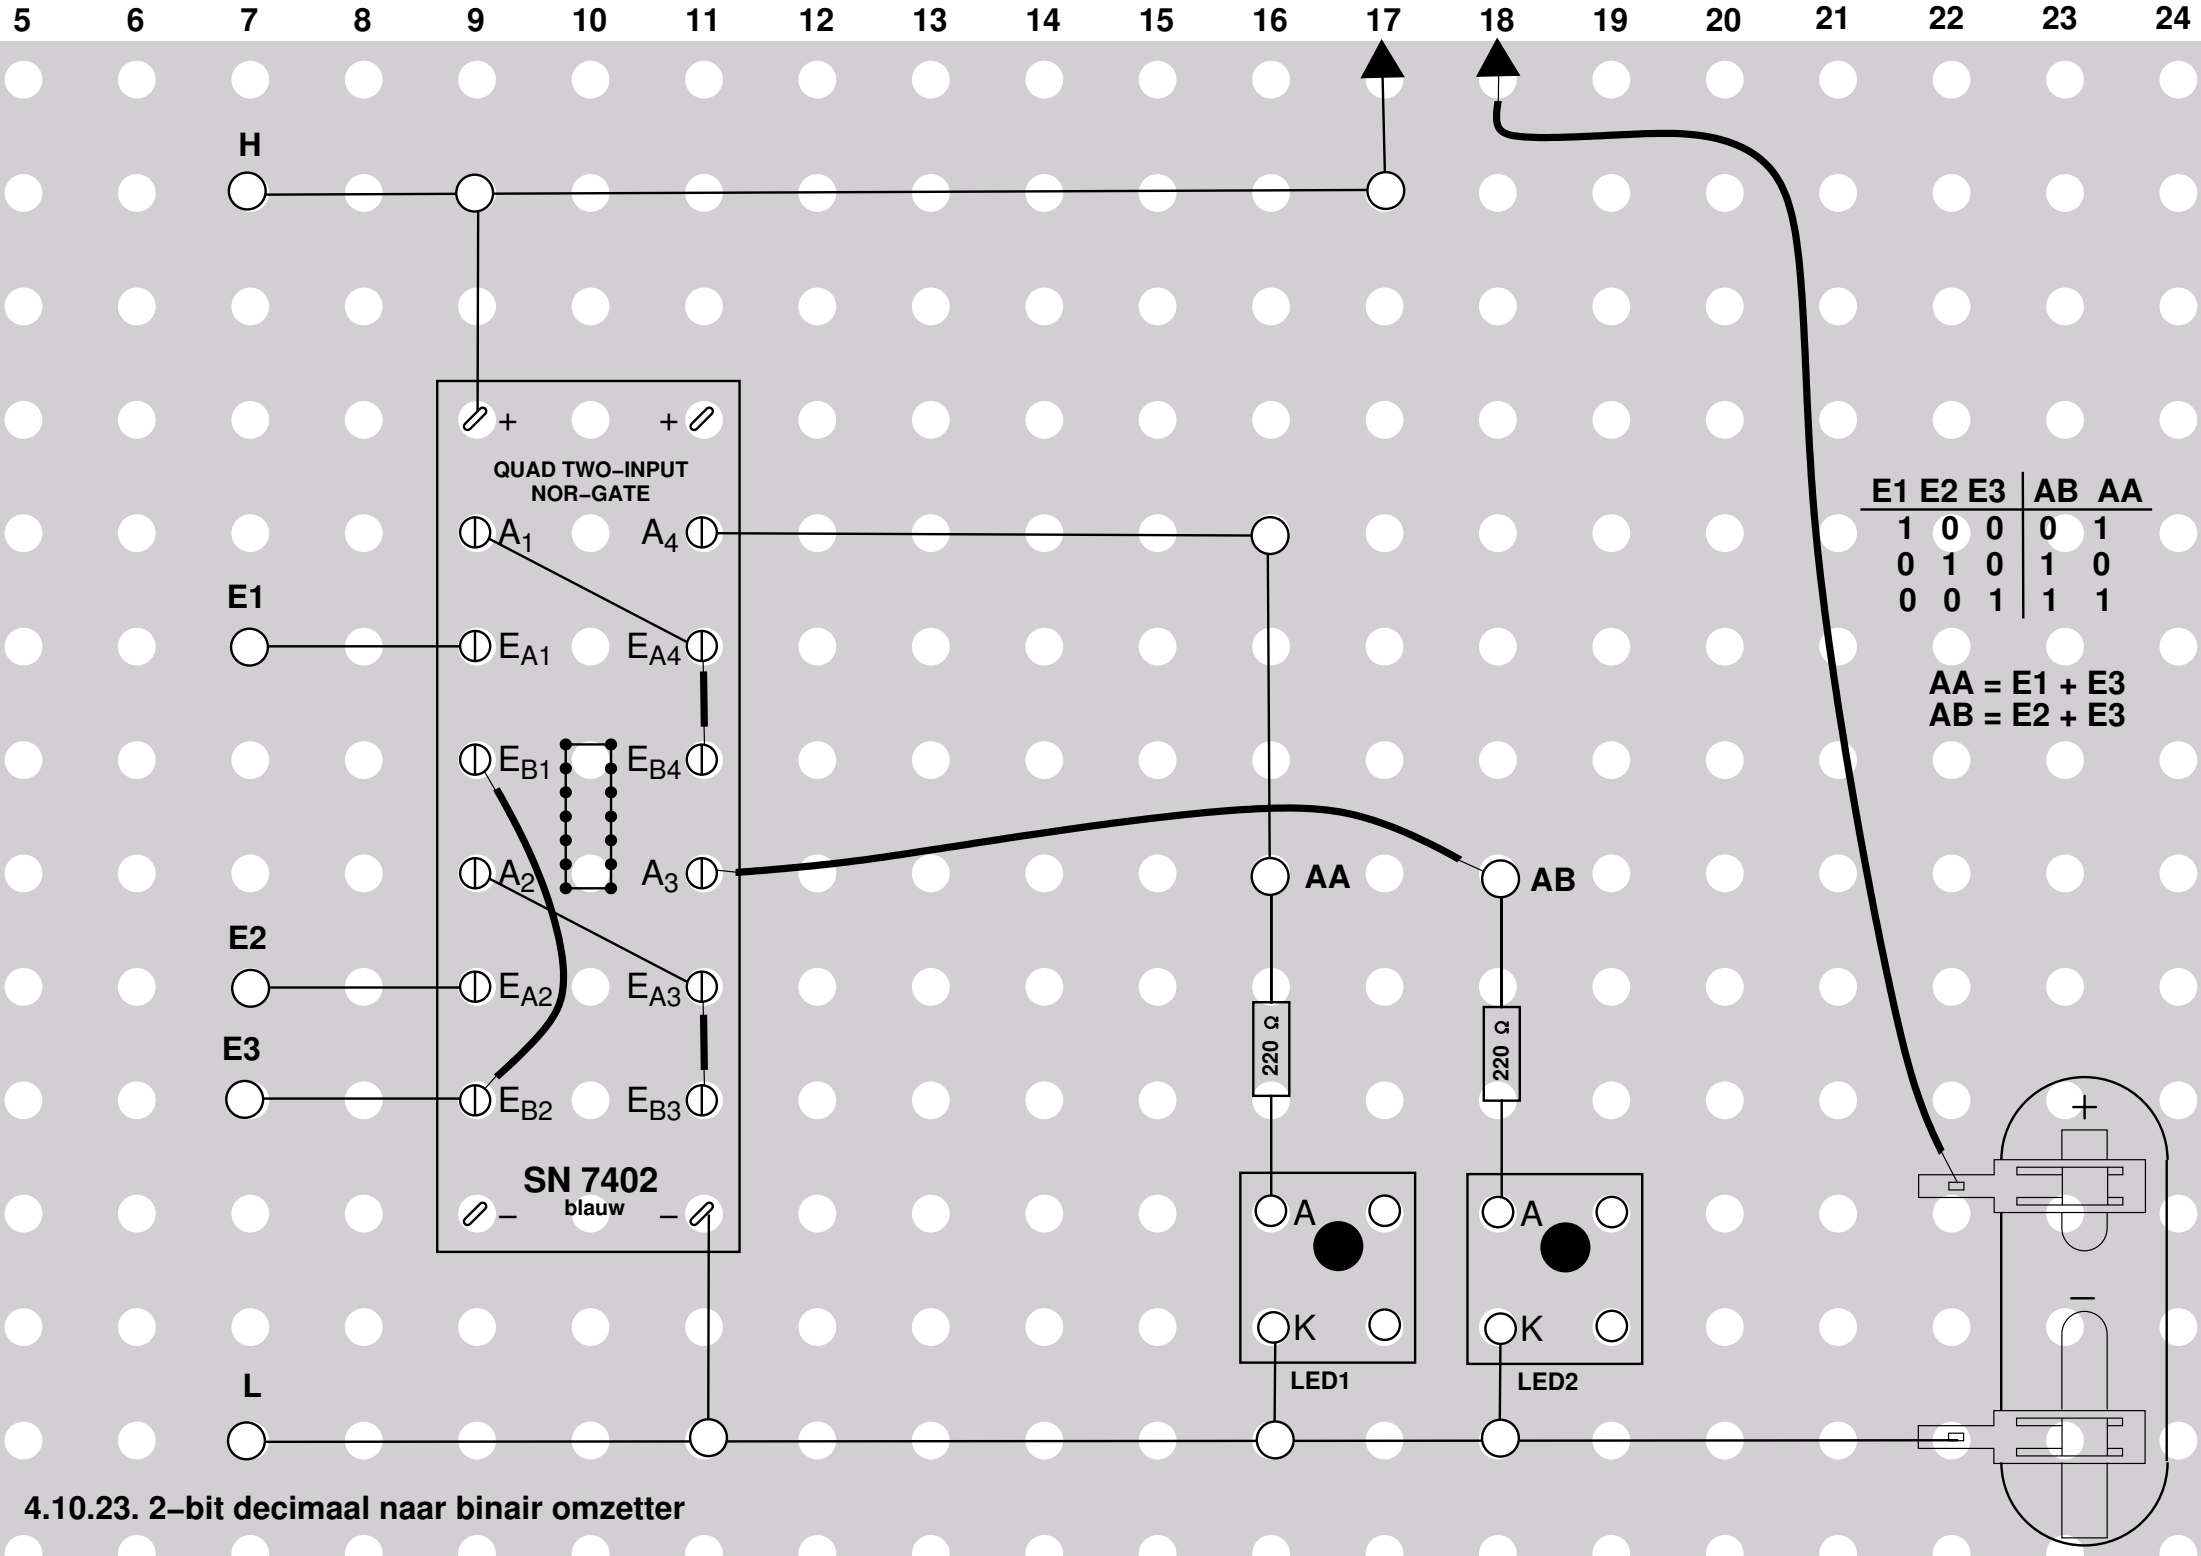 5 6 7 8 9 10 11 12 13 14 15 16 17 18 19 20 21 22 23 24
H
+ +
QUAD TWO–INPUT
NOR–GATE
A1 A4
E1
EA1 EA4
EB1 EB4
A2 A3
AA AB
E2
EA2 EA3
E3
EB2 EB3
SN 7402
blauw
– –
E1 E2 E3 AB AA
1 0 0 0 1
0 1 0 1 0
0 0 1 1 1
AA = E1 + E3
AB = E2 + E3
220 Ω
220 Ω
A A
K K
LED1 LED2
+
–
L
4.10.23. 2–bit decimaal naar binair omzetter